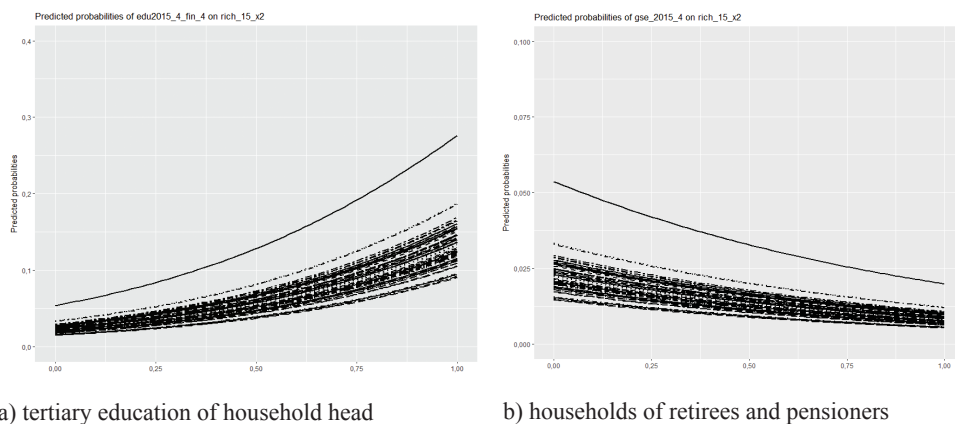 Predicted probabilities of edu2015_4_fin_4 on rich_15_x2
0,4
0,3
0,2
0,1
0,0
Predicted probabilities
0,00 0,25 0,50 0,75 1,00
a) tertiary education of household head
Predicted probabilities of gse_2015_4 on rich_15_x2
0,100
0,075
0,050
0,025
0,000
Predicted probabilities
0,00 0,25 0,50 0,75 1,00
b) households of retirees and pensioners